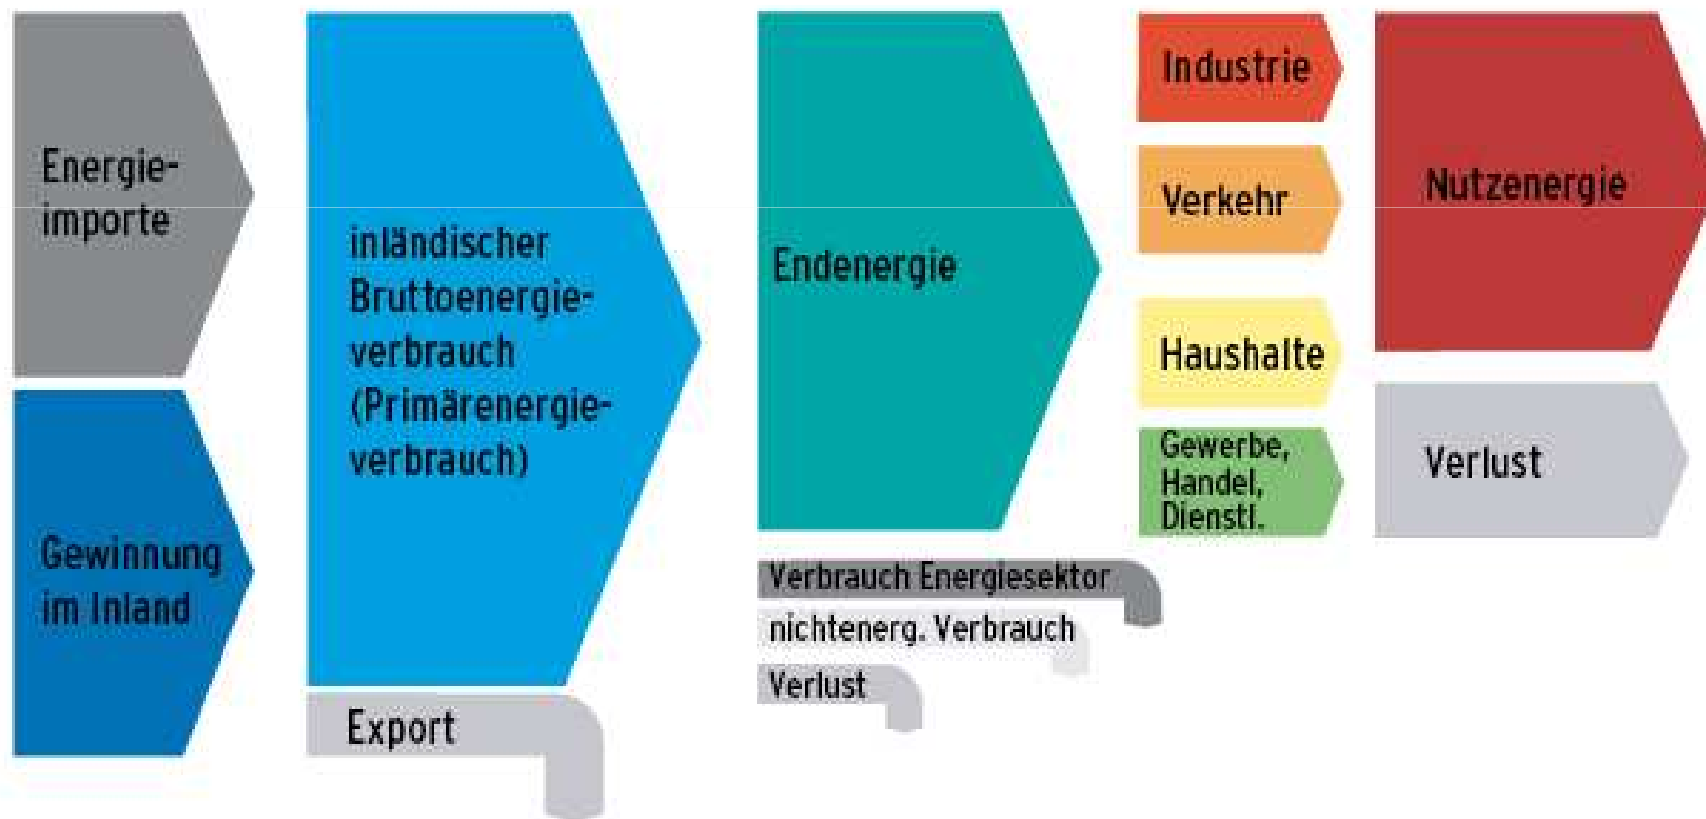 Energie-
importe
Gewinnung
im Inland
inländischer
Bruttoenergie-
verbrauch
(Primärenergie-
verbrauch)
Export
Endenergie
Verbrauch Energiesektor
nichtenerg. Verbrauch
Verlust
Industrie
Verkehr
Haushalte
Gewerbe,
Handel,
Dienstl.
Nutzenergie
Verlust